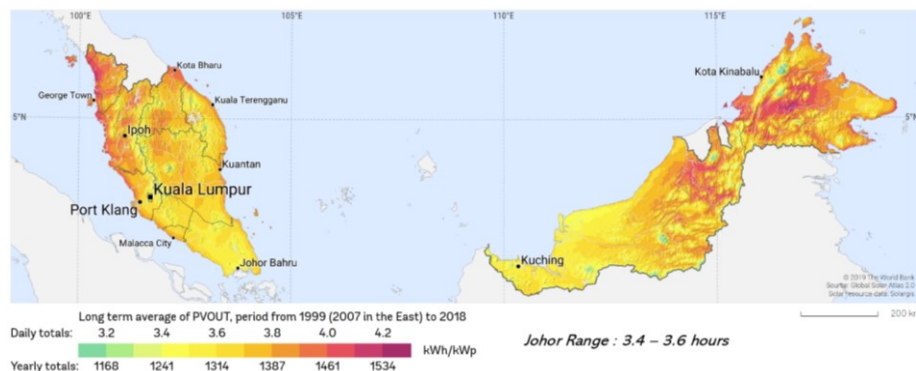 100°E
105°E
110°E
115°E
Kota Bharu
Kota Kinabalu
George Town
Kuala Terengganu
5°N
Ipoh
5°N
Kuantan
Kuala Lumpur
Port Klang
Malacca City
Johor Bahru
Kuching
© 2019 The World Bank
Source: Global Solar Atlas 2.0
Solar resource data: Solargis
200 km
Long term average of PVOUT, period from 1999 (2007 in the East) to 2018
Daily totals: 3.2 3.4 3.6 3.8 4.0 4.2
kWh/kWp
Yearly totals: 1168 1241 1314 1387 1461 1534
Johor Range : 3.4 – 3.6 hours